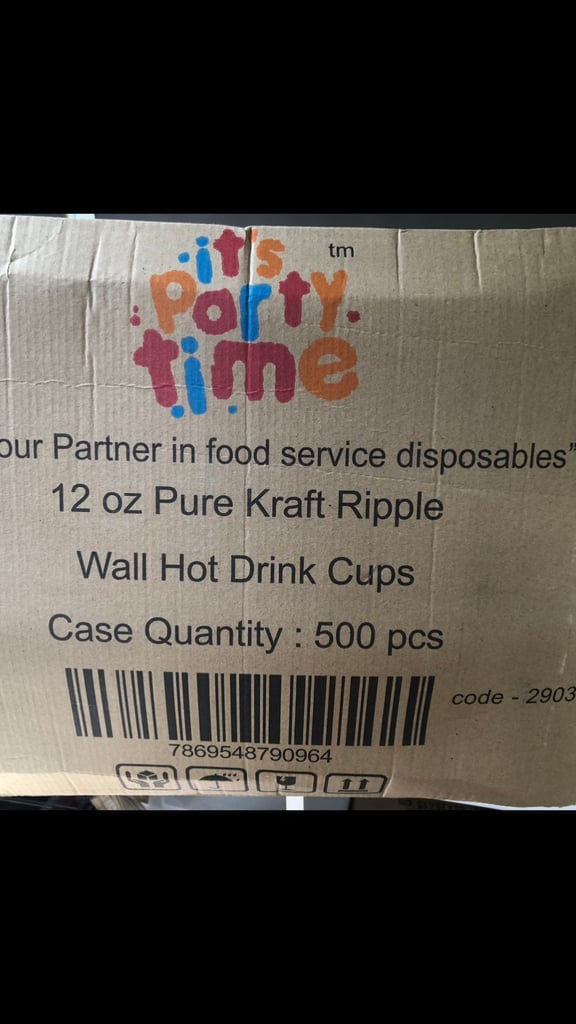 it's
tm
party
time
our Partner in food service disposables”
12 oz Pure Kraft Ripple
Wall Hot Drink Cups
Case Quantity : 500 pcs
code - 2903
7869548790964